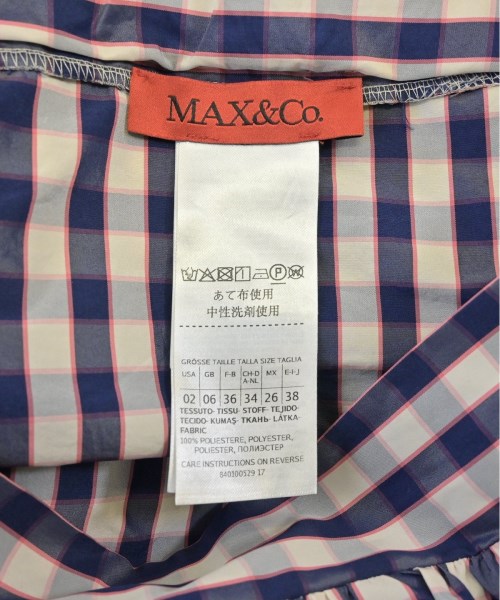 MAX&Co.
あて布使用
中性洗剤使用
GRÖSSE TAILLE TALLA SIZE TAGLIA
USA GB F-B CH-D A-NL MX E-I-J
02 06 36 34 26 38
TESSUTO- TISSU- STOFF- TEJIDO-
TECIDO- KUMAŞ- ТКАНЬ- LÁTKA-
FABRIC
100% POLIESTERE, POLYESTER,
POLIESTER, ПОЛИЭСТЕР
CARE INSTRUCTIONS ON REVERSE
840100529 17